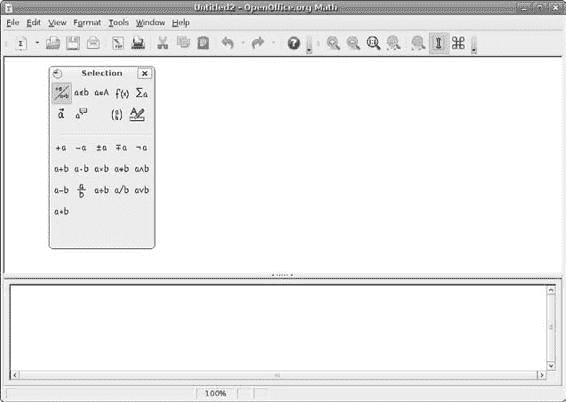 Untitled2 - OpenOffice.org Math
File Edit View Format Tools Window Help
Selection
+a/a+b a≤b a∈A f(x) Σa
a⃗
+a -a ±a ∓a ¬a
a+b a·b a×b a∗b a∧b
a-b a/b a÷b a/b a∨b
a∘b
100%